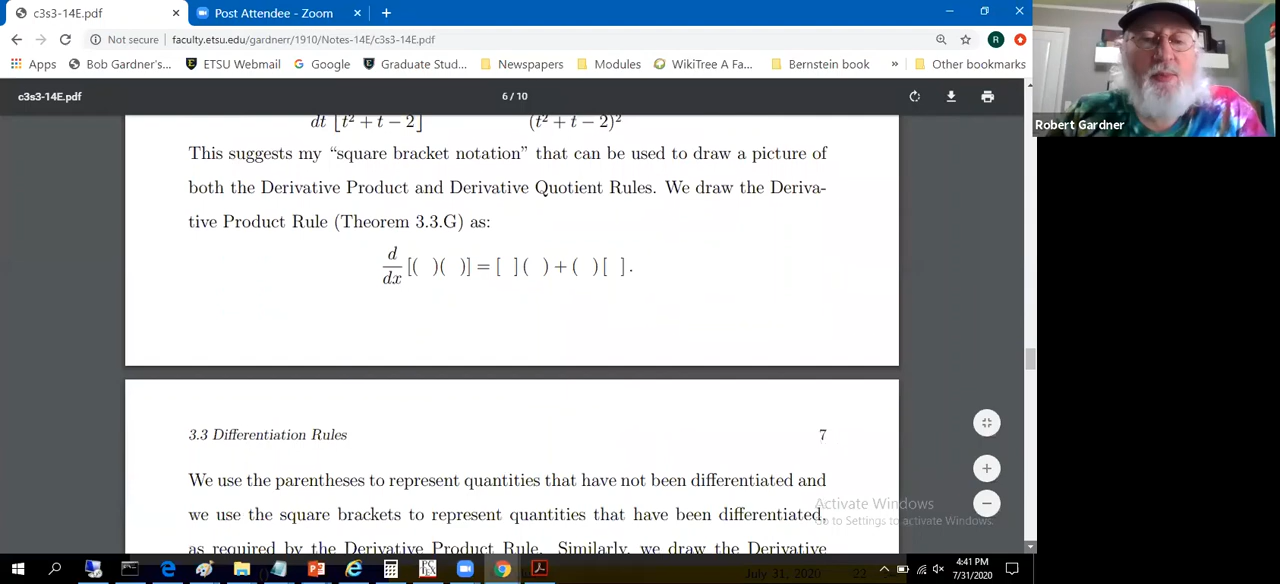 c3s3-14E.pdf
Post Attendee - Zoom
Not secure | faculty.etsu.edu/gardnerr/1910/Notes-14E/c3s3-14E.pdf
R
Apps Bob Gardner's... ETSU Webmail Google Graduate Stud... Newspapers Modules WikiTree A Fa... Bernstein book » Other bookmarks
c3s3-14E.pdf 6 / 10
Robert Gardner
dt [t² + t − 2] (t² + t − 2)²
This suggests my “square bracket notation” that can be used to draw a picture of
both the Derivative Product and Derivative Quotient Rules. We draw the Deriva-
tive Product Rule (Theorem 3.3.G) as:
d/dx [( )( )] = [ ]( ) + ( )[ ].
3.3 Differentiation Rules 7
We use the parentheses to represent quantities that have not been differentiated and
we use the square brackets to represent quantities that have been differentiated,
as required by the Derivative Product Rule. Similarly, we draw the Derivative
Activate Windows
Go to Settings to activate Windows.
July 31, 2020 22
4:41 PM
7/31/2020